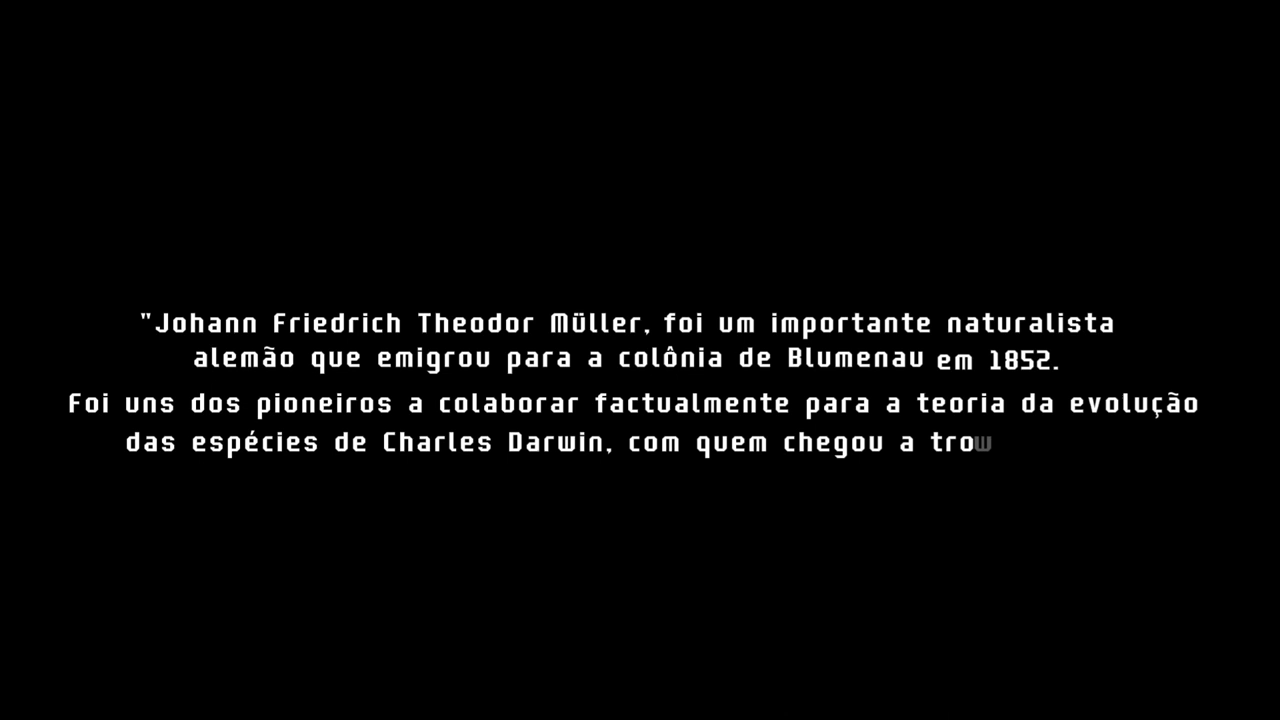 "Johann Friedrich Theodor Müller, foi um importante naturalista
alemão que emigrou para a colônia de Blumenau em 1852.
Foi uns dos pioneiros a colaborar factualmente para a teoria da evolução
das espécies de Charles Darwin, com quem chegou a trow